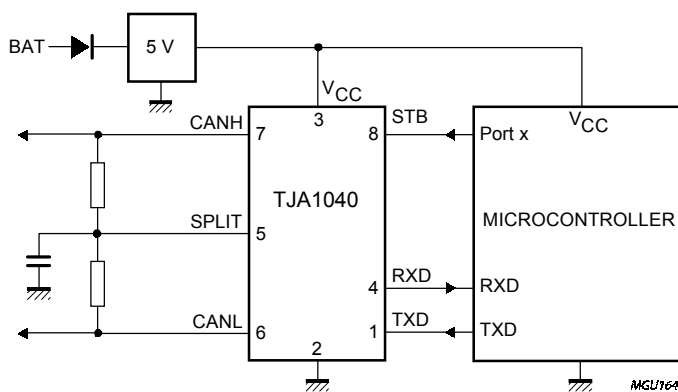 BAT
5 V
VCC
CANH
7
3
8
STB
Port x
VCC
TJA1040
MICROCONTROLLER
SPLIT
5
4
RXD
RXD
CANL
6
2
1
TXD
TXD
MGU164